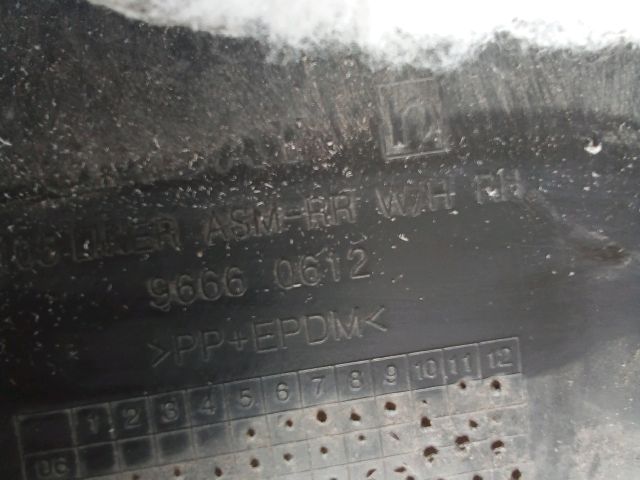 LINER ASM-RR W/H RH
9666 0612
>PP+EPDM<
1 2 3 4 5 6 7 8 9 10 11 12
06